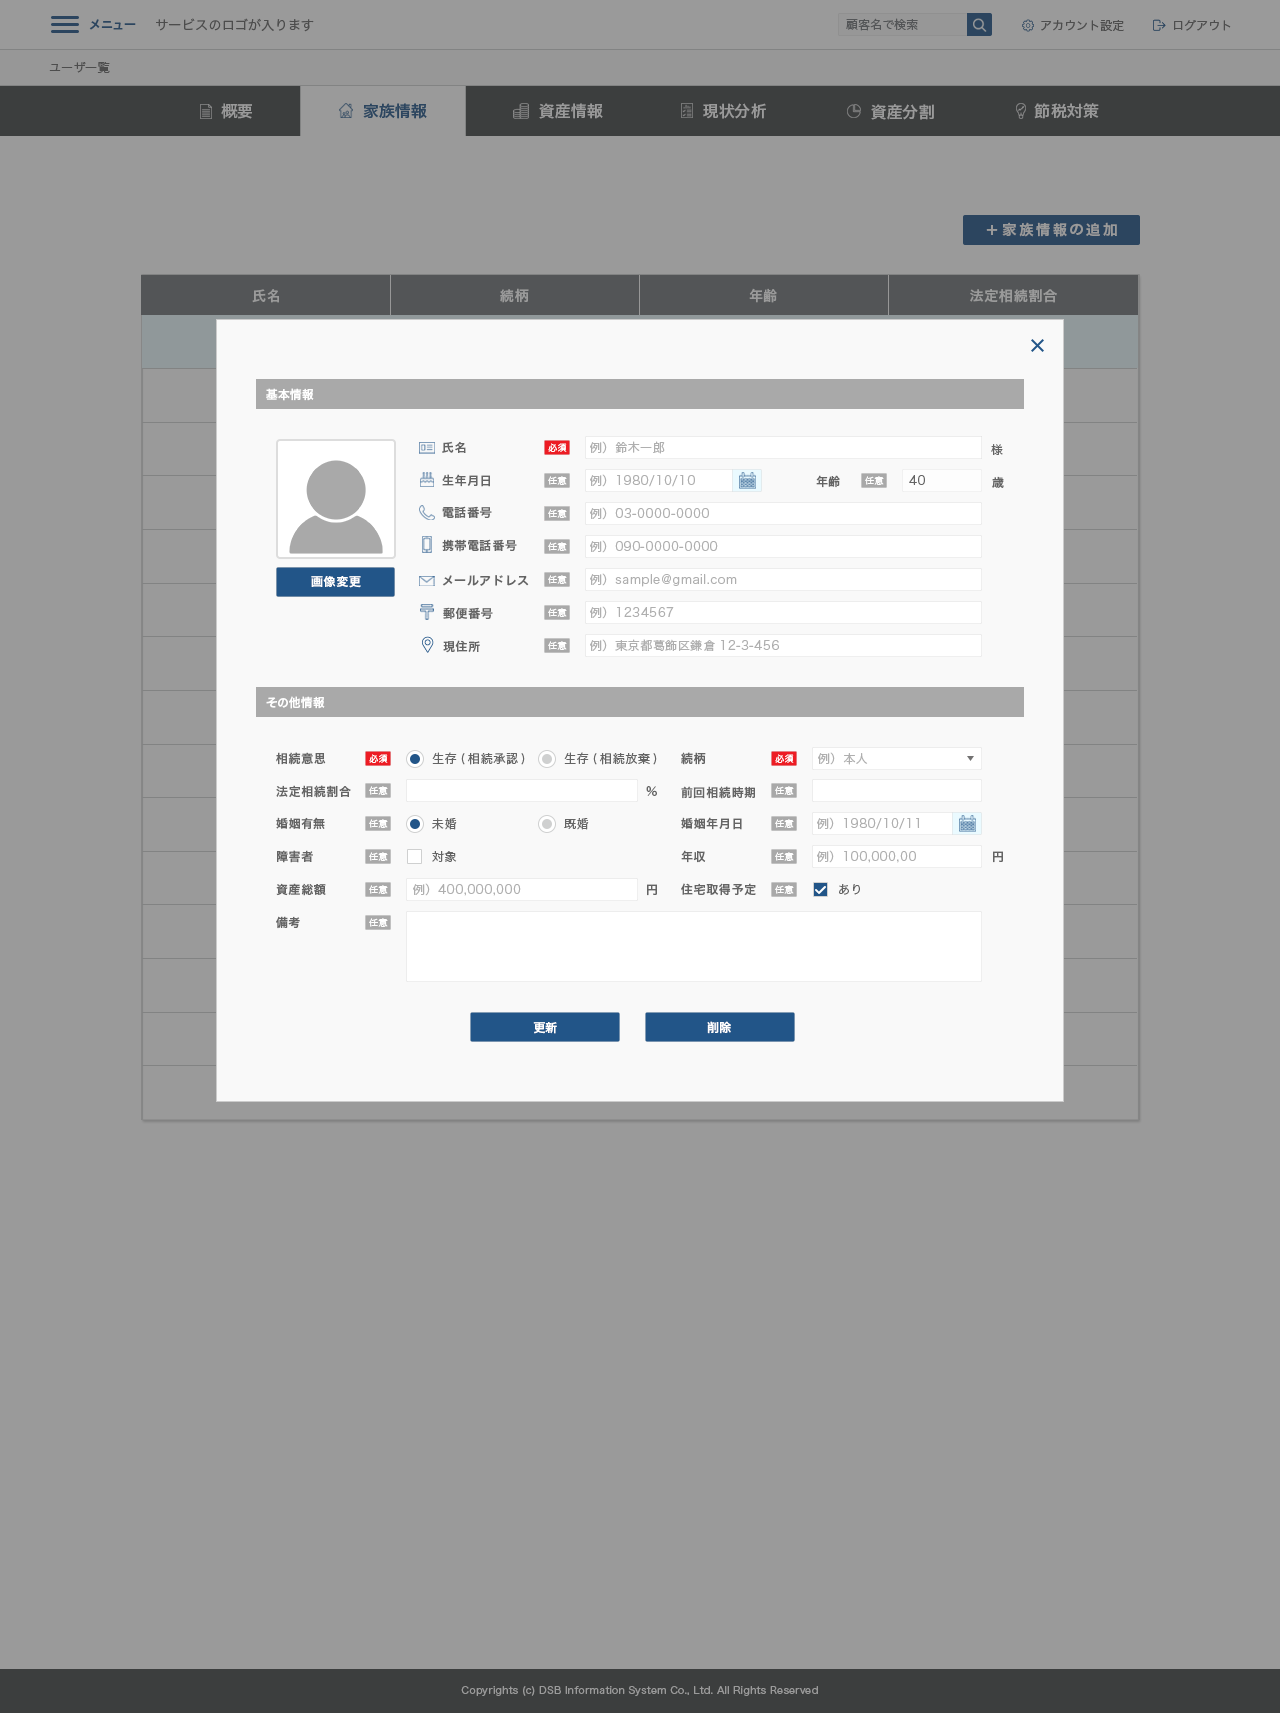 メニュー サービスのロゴが入ります 顧客名で検索 アカウント設定 ログアウト
ユーザ一覧
概要 家族情報 資産情報 現状分析 資産分割 節税対策
＋家族情報の追加
氏名 続柄 年齢 法定相続割合
基本情報
氏名 必須 例）鈴木一郎 様
生年月日 任意 例）1980/10/10 年齢 任意 40 歳
電話番号 任意 例）03-0000-0000
携帯電話番号 任意 例）090-0000-0000
画像変更 メールアドレス 任意 例）sample@gmail.com
郵便番号 任意 例）1234567
現住所 任意 例）東京都葛飾区鎌倉 12-3-456
その他情報
相続意思 必須 生存 ( 相続承認 ) 生存 ( 相続放棄 ) 続柄 必須 例）本人
法定相続割合 任意 % 前回相続時期 任意
婚姻有無 任意 未婚 既婚 婚姻年月日 任意 例）1980/10/11
障害者 任意 対象 年収 任意 例）100,000,00 円
資産総額 任意 例）400,000,000 円 住宅取得予定 任意 あり
備考 任意
更新 削除
Copyrights (c) DSB Information System Co., Ltd. All Rights Reserved